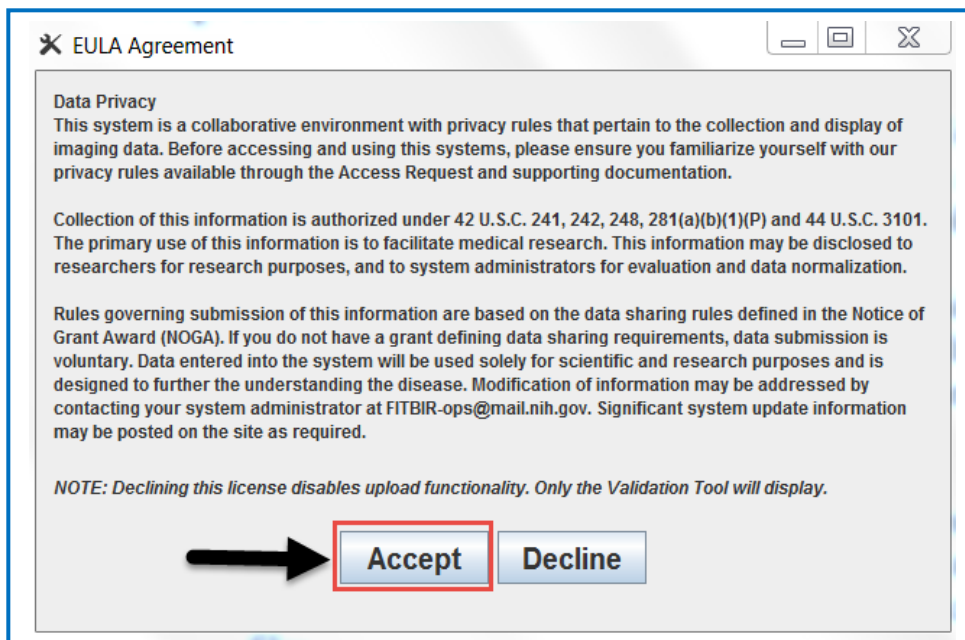 EULA Agreement
Data Privacy
This system is a collaborative environment with privacy rules that pertain to the collection and display of
imaging data. Before accessing and using this systems, please ensure you familiarize yourself with our
privacy rules available through the Access Request and supporting documentation.
Collection of this information is authorized under 42 U.S.C. 241, 242, 248, 281(a)(b)(1)(P) and 44 U.S.C. 3101.
The primary use of this information is to facilitate medical research. This information may be disclosed to
researchers for research purposes, and to system administrators for evaluation and data normalization.
Rules governing submission of this information are based on the data sharing rules defined in the Notice of
Grant Award (NOGA). If you do not have a grant defining data sharing requirements, data submission is
voluntary. Data entered into the system will be used solely for scientific and research purposes and is
designed to further the understanding the disease. Modification of information may be addressed by
contacting your system administrator at FITBIR-ops@mail.nih.gov. Significant system update information
may be posted on the site as required.
NOTE: Declining this license disables upload functionality. Only the Validation Tool will display.
Accept Decline